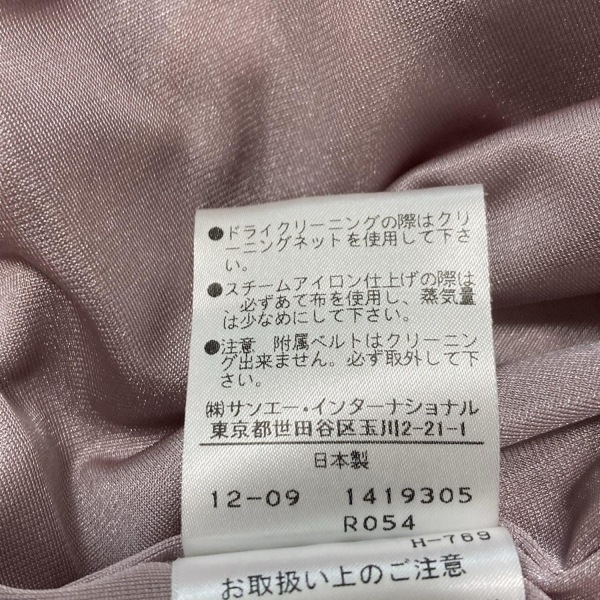 ●ドライクリーニングの際はクリ
ーニングネットを使用して下さ
い。
●スチームアイロン仕上げの際は
、必ずあて布を使用し、蒸気量
は少なめにして下さい。
●注意 附属ベルトはクリーニン
グ出来ません。必ず取外して下
さい。
㈱サンエー・インターナショナル
東京都世田谷区玉川2-21-1
日本製
12-09 1419305
R054
H-769
お取扱い上のご注意